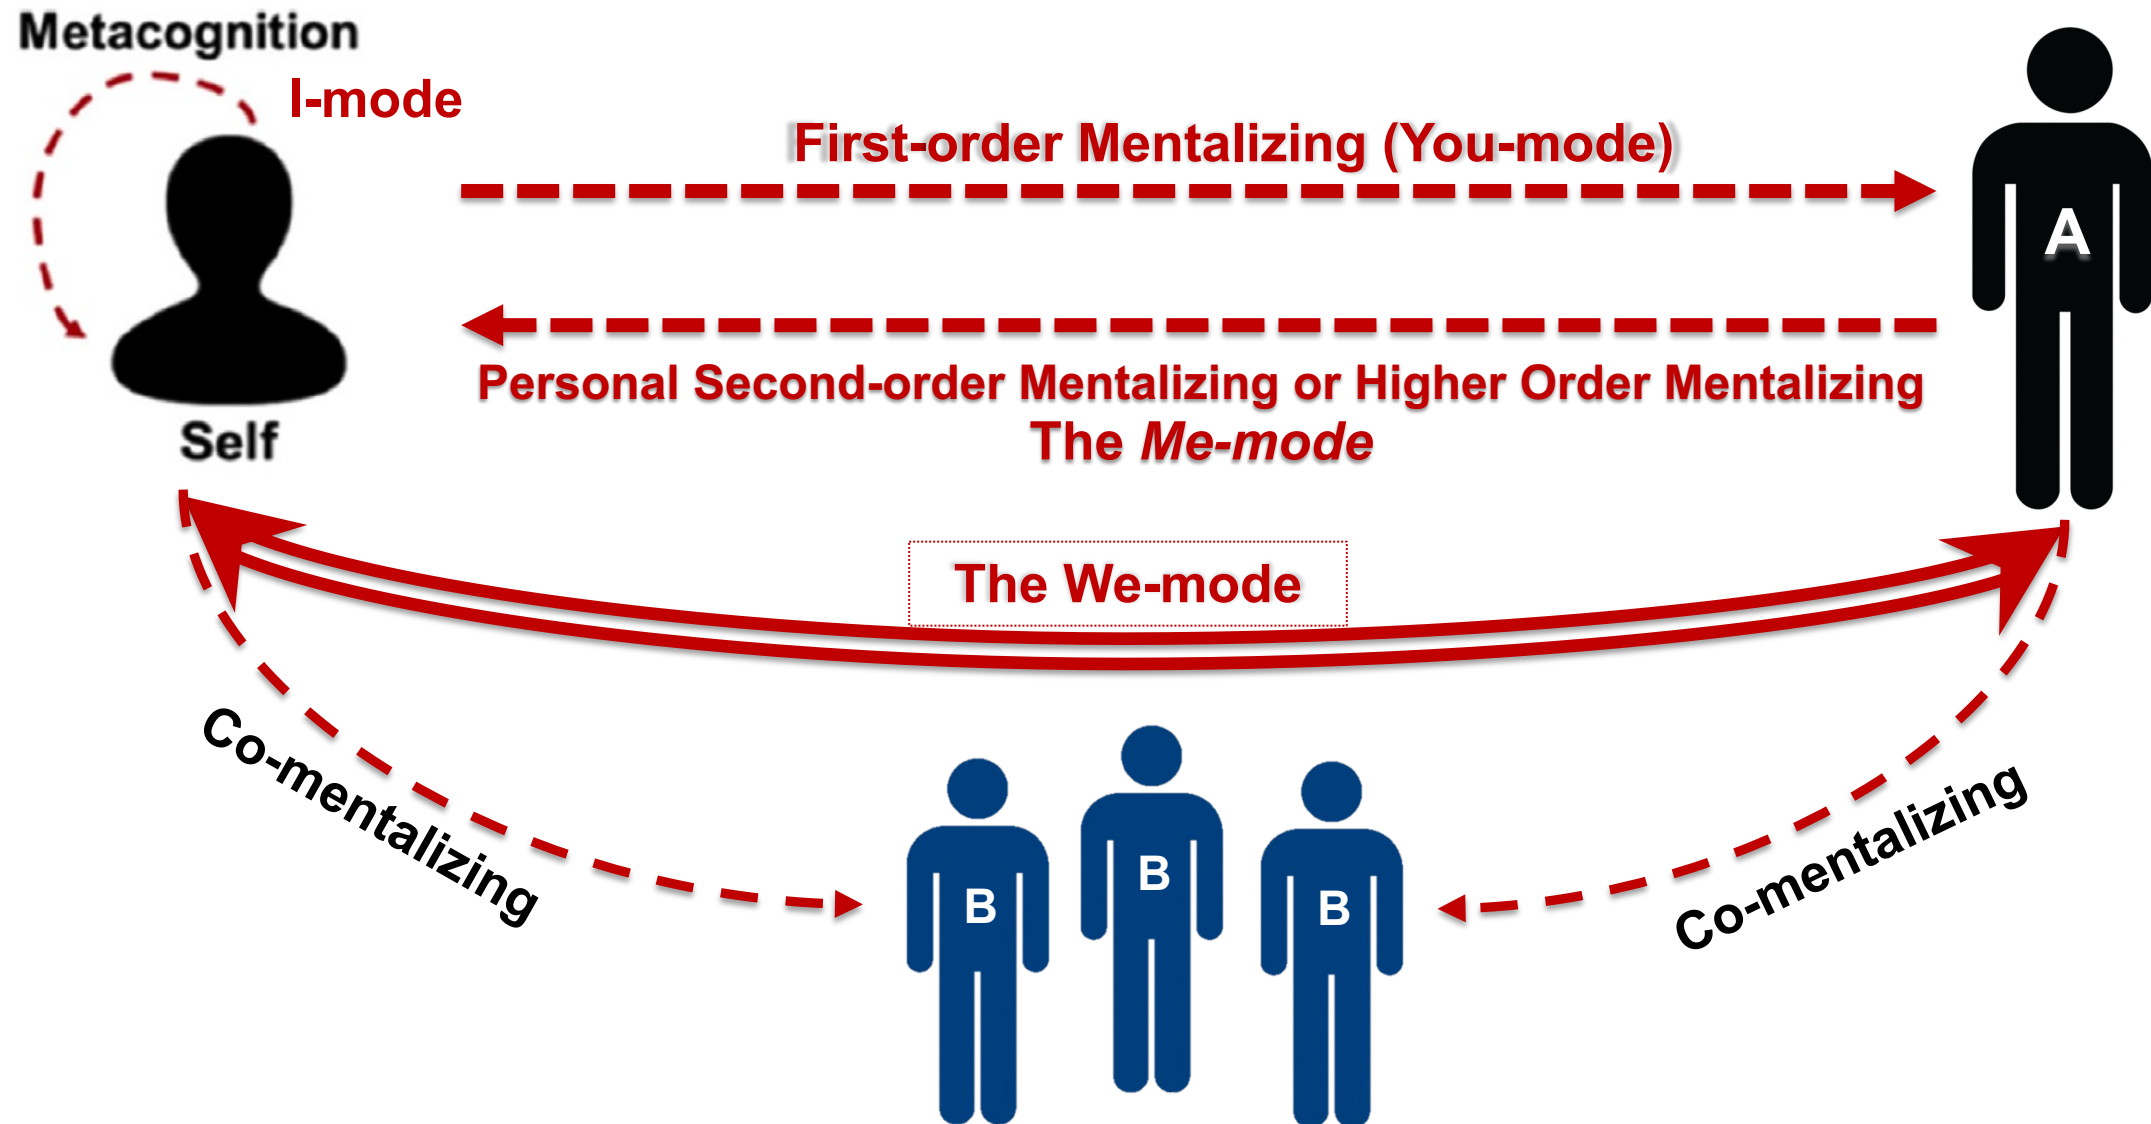 Metacognition
I-mode
First-order Mentalizing (You-mode)
A
Personal Second-order Mentalizing or Higher Order Mentalizing
The Me-mode
Self
The We-mode
Co-mentalizing
Co-mentalizing
B
B
B